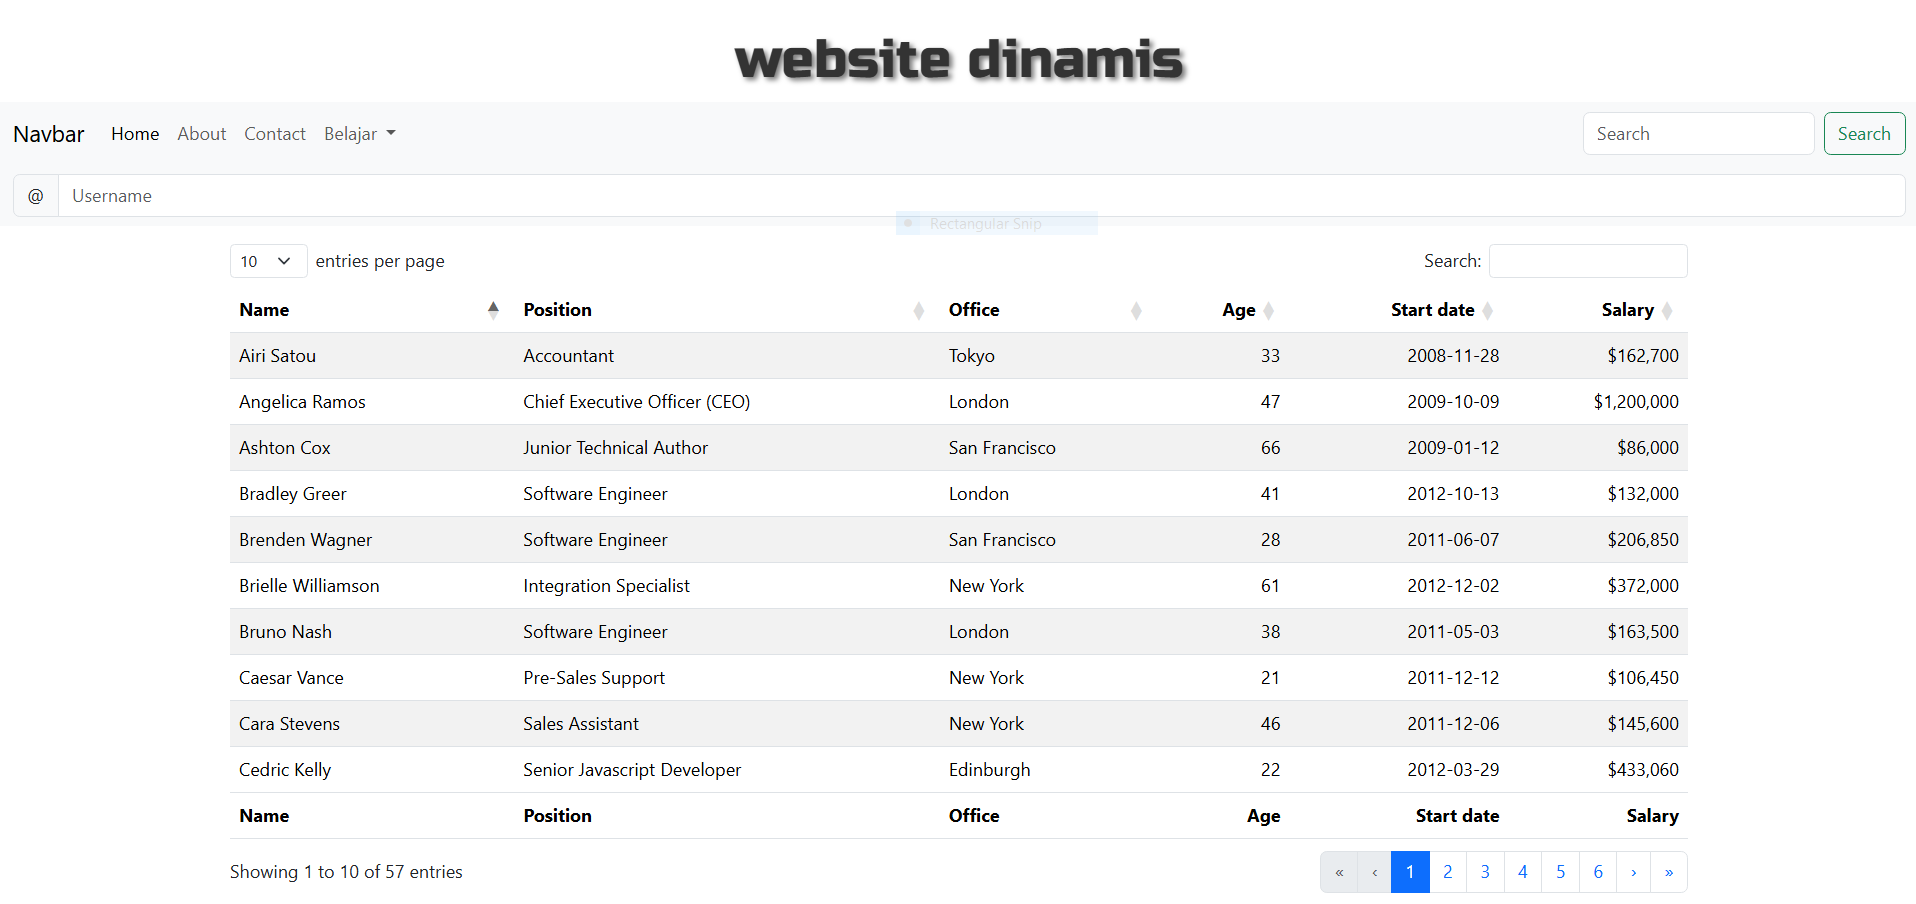 website dinamis
Navbar Home About Contact Belajar Search Search
@ Username
Rectangular Snip
10 entries per page Search:
Name Position Office Age Start date Salary
Airi Satou Accountant Tokyo 33 2008-11-28 $162,700
Angelica Ramos Chief Executive Officer (CEO) London 47 2009-10-09 $1,200,000
Ashton Cox Junior Technical Author San Francisco 66 2009-01-12 $86,000
Bradley Greer Software Engineer London 41 2012-10-13 $132,000
Brenden Wagner Software Engineer San Francisco 28 2011-06-07 $206,850
Brielle Williamson Integration Specialist New York 61 2012-12-02 $372,000
Bruno Nash Software Engineer London 38 2011-05-03 $163,500
Caesar Vance Pre-Sales Support New York 21 2011-12-12 $106,450
Cara Stevens Sales Assistant New York 46 2011-12-06 $145,600
Cedric Kelly Senior Javascript Developer Edinburgh 22 2012-03-29 $433,060
Name Position Office Age Start date Salary
Showing 1 to 10 of 57 entries « ‹ 1 2 3 4 5 6 › »